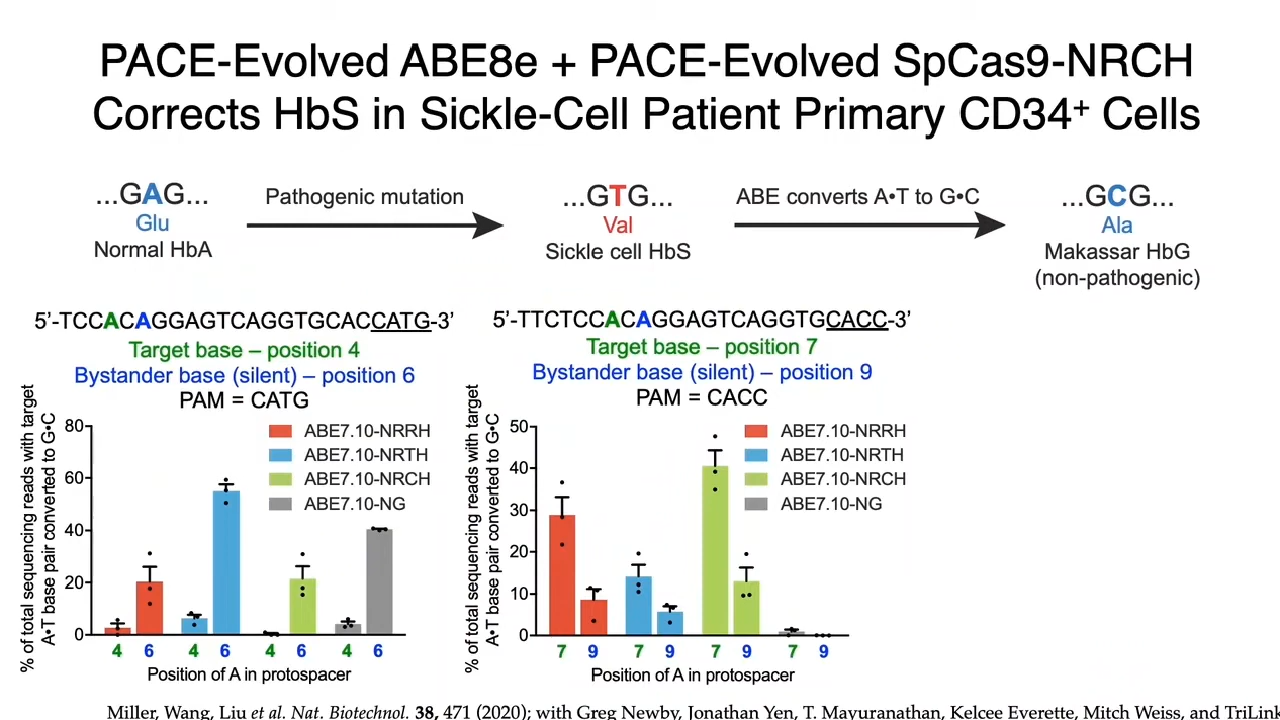 PACE-Evolved ABE8e + PACE-Evolved SpCas9-NRCH
Corrects HbS in Sickle-Cell Patient Primary CD34⁺ Cells
...GAG...
Glu
Normal HbA
Pathogenic mutation
...GTG...
Val
Sickle cell HbS
ABE converts A•T to G•C
...GCG...
Ala
Makassar HbG
(non-pathogenic)
5’-TCCACAGGAGTCAGGTGCACCATG-3’
Target base – position 4
Bystander base (silent) – position 6
PAM = CATG
% of total sequencing reads with target
A•T base pair converted to G•C
80
60
40
20
0
ABE7.10-NRRH
ABE7.10-NRTH
ABE7.10-NRCH
ABE7.10-NG
4 6 4 6 4 6 4 6
Position of A in protospacer
5’-TTCTCCACAGGAGTCAGGTGCACC-3’
Target base – position 7
Bystander base (silent) – position 9
PAM = CACC
% of total sequencing reads with target
A•T base pair converted to G•C
50
40
30
20
10
0
ABE7.10-NRRH
ABE7.10-NRTH
ABE7.10-NRCH
ABE7.10-NG
7 9 7 9 7 9 7 9
Position of A in protospacer
Miller, Wang, Liu et al. Nat. Biotechnol. 38, 471 (2020); with Greg Newby, Jonathan Yen, T. Mayuranathan, Kelcee Everette, Mitch Weiss, and TriLink